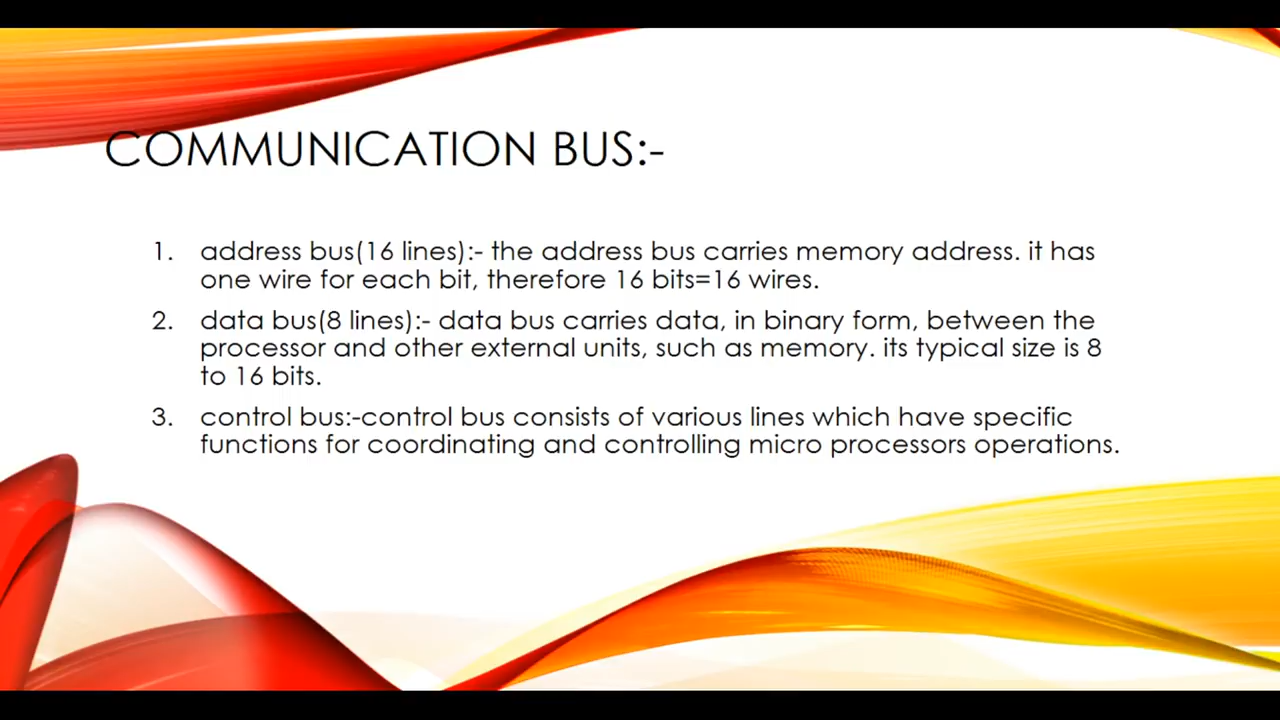 COMMUNICATION BUS:-
1. address bus(16 lines):- the address bus carries memory address. it has
one wire for each bit, therefore 16 bits=16 wires.
2. data bus(8 lines):- data bus carries data, in binary form, between the
processor and other external units, such as memory. its typical size is 8
to 16 bits.
3. control bus:-control bus consists of various lines which have specific
functions for coordinating and controlling micro processors operations.